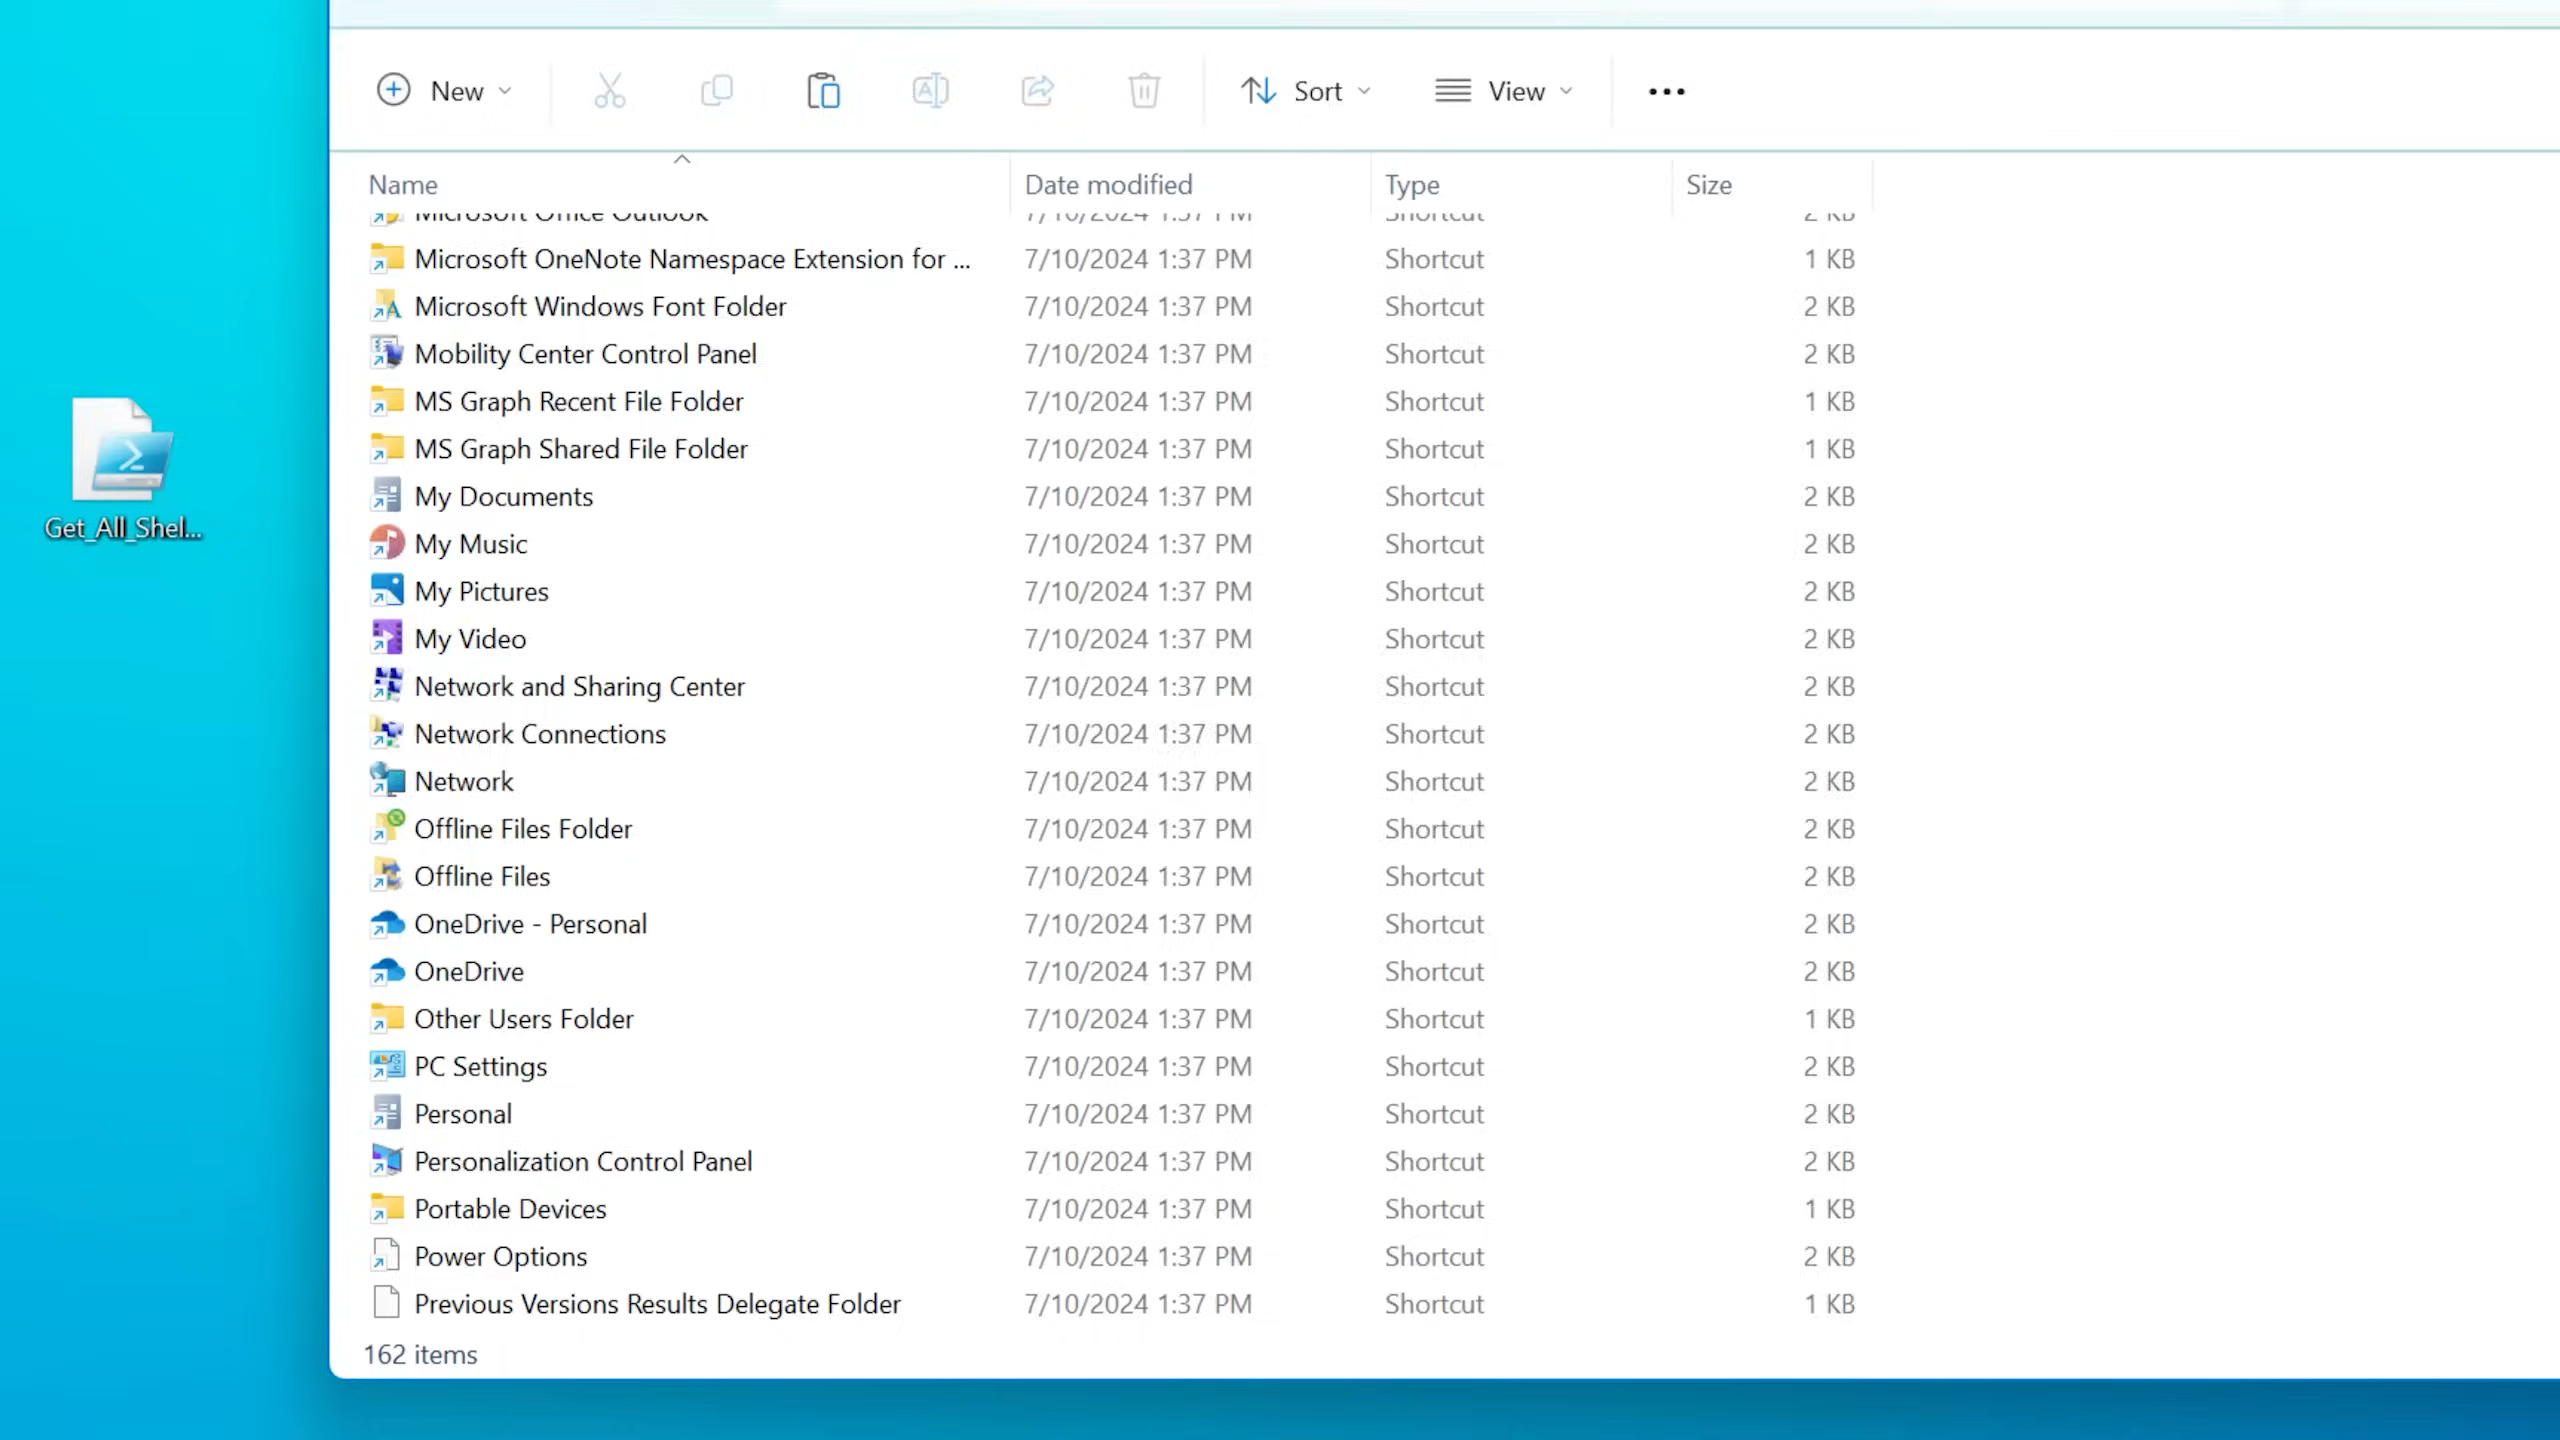 New
Sort
View
Name Date modified Type Size
Microsoft Office Outlook 7/10/2024 1:37 PM Shortcut 2 KB
Microsoft OneNote Namespace Extension for ... 7/10/2024 1:37 PM Shortcut 1 KB
Microsoft Windows Font Folder 7/10/2024 1:37 PM Shortcut 2 KB
Mobility Center Control Panel 7/10/2024 1:37 PM Shortcut 2 KB
MS Graph Recent File Folder 7/10/2024 1:37 PM Shortcut 1 KB
MS Graph Shared File Folder 7/10/2024 1:37 PM Shortcut 1 KB
My Documents 7/10/2024 1:37 PM Shortcut 2 KB
My Music 7/10/2024 1:37 PM Shortcut 2 KB
My Pictures 7/10/2024 1:37 PM Shortcut 2 KB
My Video 7/10/2024 1:37 PM Shortcut 2 KB
Network and Sharing Center 7/10/2024 1:37 PM Shortcut 2 KB
Network Connections 7/10/2024 1:37 PM Shortcut 2 KB
Network 7/10/2024 1:37 PM Shortcut 2 KB
Offline Files Folder 7/10/2024 1:37 PM Shortcut 2 KB
Offline Files 7/10/2024 1:37 PM Shortcut 2 KB
OneDrive - Personal 7/10/2024 1:37 PM Shortcut 2 KB
OneDrive 7/10/2024 1:37 PM Shortcut 2 KB
Other Users Folder 7/10/2024 1:37 PM Shortcut 1 KB
PC Settings 7/10/2024 1:37 PM Shortcut 2 KB
Personal 7/10/2024 1:37 PM Shortcut 2 KB
Personalization Control Panel 7/10/2024 1:37 PM Shortcut 2 KB
Portable Devices 7/10/2024 1:37 PM Shortcut 1 KB
Power Options 7/10/2024 1:37 PM Shortcut 2 KB
Previous Versions Results Delegate Folder 7/10/2024 1:37 PM Shortcut 1 KB
162 items
Get_All_Shel...